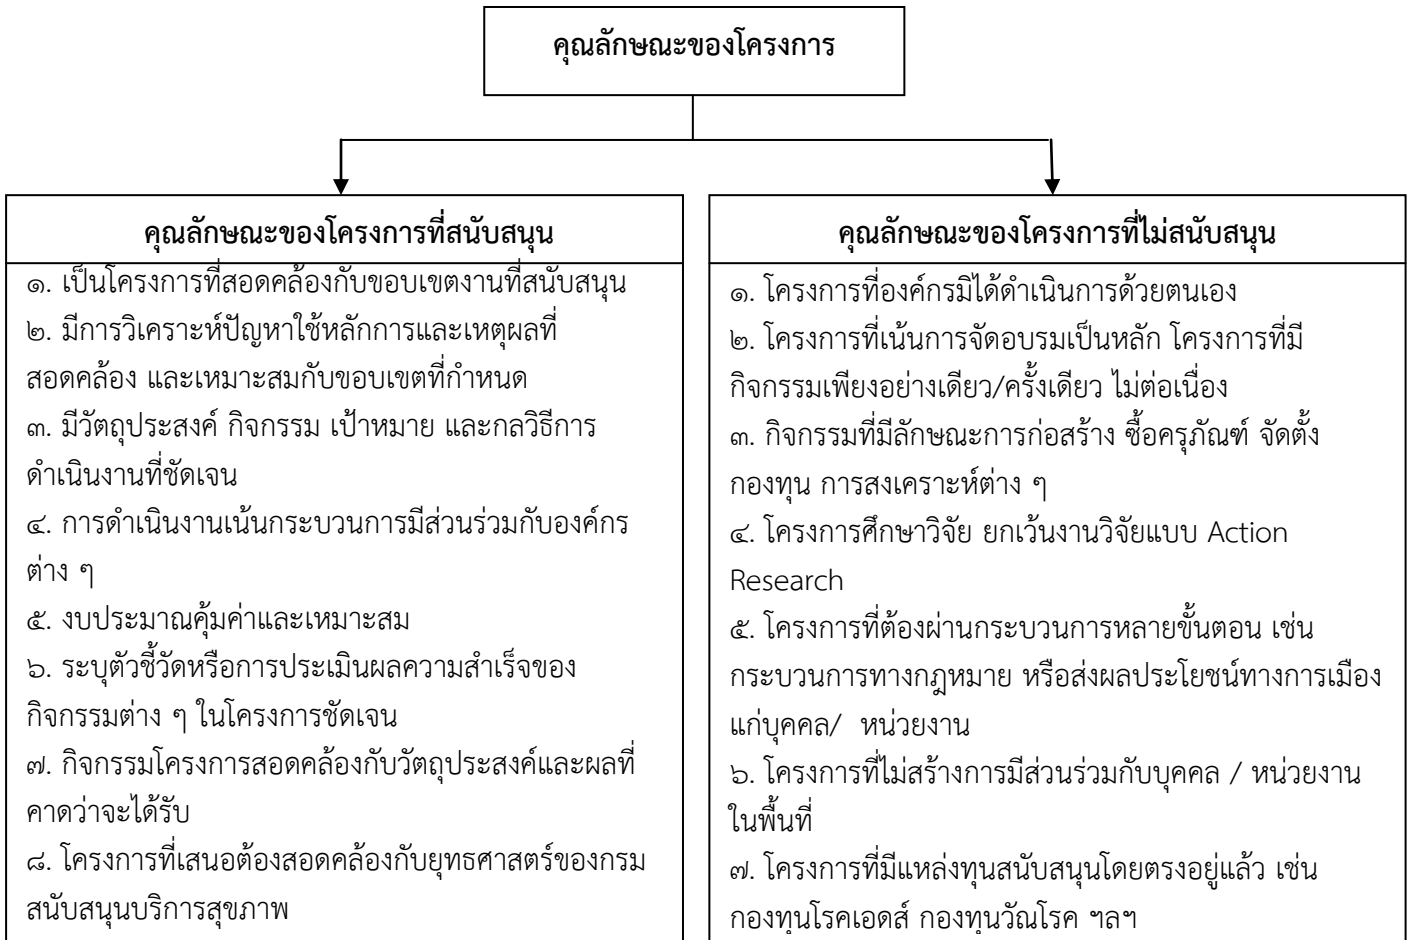 คุณลักษณะของโครงการ
คุณลักษณะของโครงการที่สนับสนุน
๑. เป็นโครงการที่สอดคล้องกับขอบเขตงานที่สนับสนุน
๒. มีการวิเคราะห์ปัญหาใช้หลักการและเหตุผลที่
สอดคล้อง และเหมาะสมกับขอบเขตที่กำหนด
๓. มีวัตถุประสงค์ กิจกรรม เป้าหมาย และกลวิธีการ
ดำเนินงานที่ชัดเจน
๔. การดำเนินงานเน้นกระบวนการมีส่วนร่วมกับองค์กร
ต่าง ๆ
๕. งบประมาณคุ้มค่าและเหมาะสม
๖. ระบุตัวชี้วัดหรือการประเมินผลความสำเร็จของ
กิจกรรมต่าง ๆ ในโครงการชัดเจน
๗. กิจกรรมโครงการสอดคล้องกับวัตถุประสงค์และผลที่
คาดว่าจะได้รับ
๘. โครงการที่เสนอต้องสอดคล้องกับยุทธศาสตร์ของกรม
สนับสนุนบริการสุขภาพ
คุณลักษณะของโครงการที่ไม่สนับสนุน
๑. โครงการที่องค์กรมิได้ดำเนินการด้วยตนเอง
๒. โครงการที่เน้นการจัดอบรมเป็นหลัก โครงการที่มี
กิจกรรมเพียงอย่างเดียว/ครั้งเดียว ไม่ต่อเนื่อง
๓. กิจกรรมที่มีลักษณะการก่อสร้าง ซื้อครุภัณฑ์ จัดตั้ง
กองทุน การสงเคราะห์ต่าง ๆ
๔. โครงการศึกษาวิจัย ยกเว้นงานวิจัยแบบ Action
Research
๕. โครงการที่ต้องผ่านกระบวนการหลายขั้นตอน เช่น
กระบวนการทางกฎหมาย หรือส่งผลประโยชน์ทางการเมือง
แก่บุคคล/ หน่วยงาน
๖. โครงการที่ไม่สร้างการมีส่วนร่วมกับบุคคล / หน่วยงาน
ในพื้นที่
๗. โครงการที่มีแหล่งทุนสนับสนุนโดยตรงอยู่แล้ว เช่น
กองทุนโรคเอดส์ กองทุนวัณโรค ฯลฯ